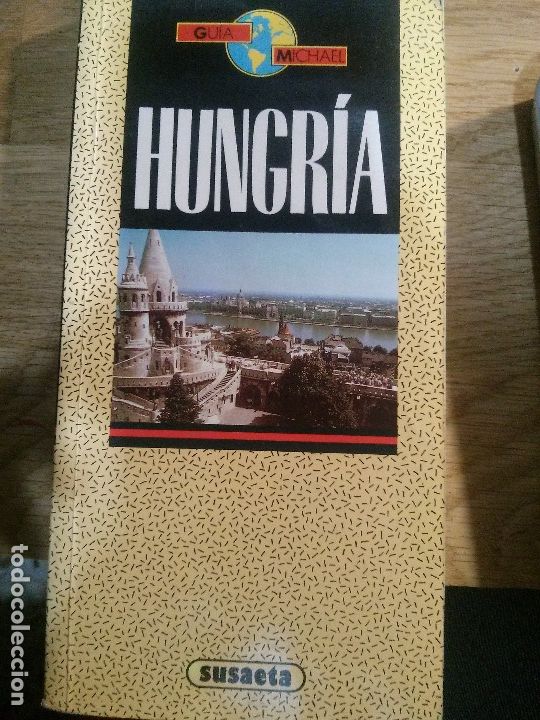 GUIA
MICHAEL
HUNGRÍA
susaeta
todocoleccion